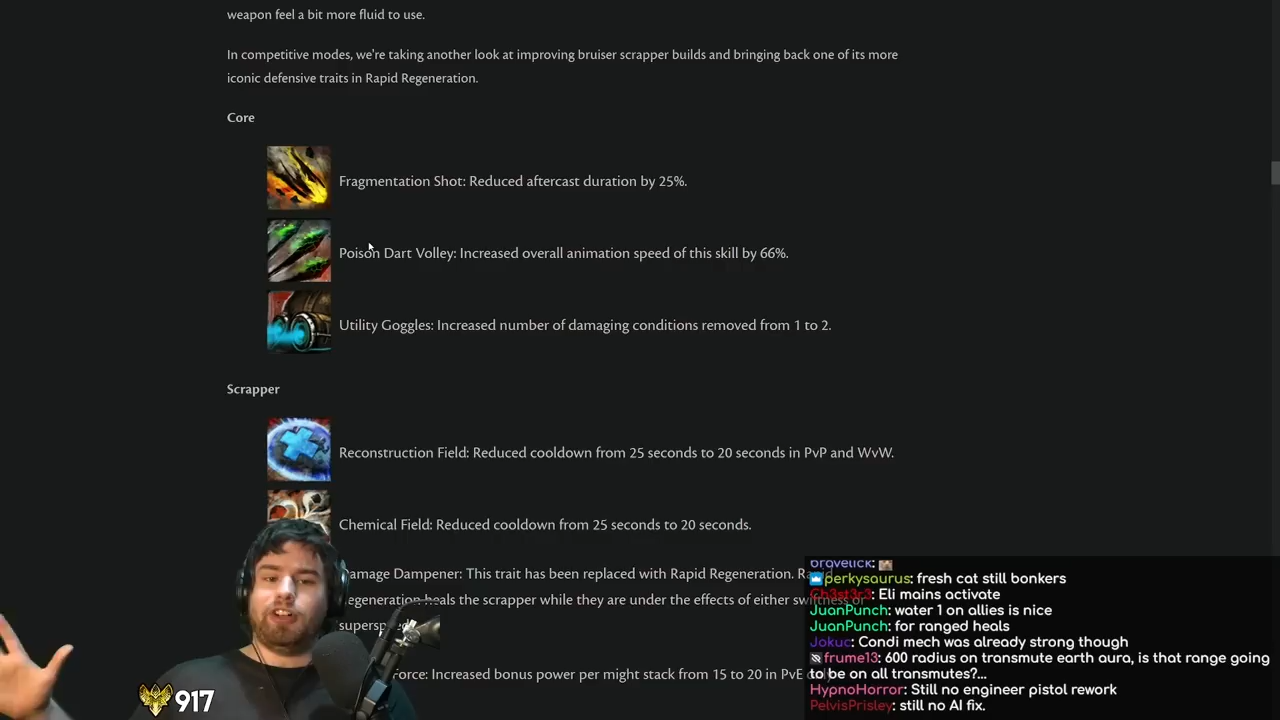 weapon feel a bit more fluid to use.
In competitive modes, we're taking another look at improving bruiser scrapper builds and bringing back one of its more
iconic defensive traits in Rapid Regeneration.
Core
Fragmentation Shot: Reduced aftercast duration by 25%.
Poison Dart Volley: Increased overall animation speed of this skill by 66%.
Utility Goggles: Increased number of damaging conditions removed from 1 to 2.
Scrapper
Reconstruction Field: Reduced cooldown from 25 seconds to 20 seconds in PvP and WvW.
Chemical Field: Reduced cooldown from 25 seconds to 20 seconds.
Damage Dampener: This trait has been replaced with Rapid Regeneration.
Regeneration heals the scrapper while they are under the effects of either swiftness or
superspeed
Force: Increased bonus power per might stack from 15 to 20 in PvE
bravelick:
perkysaurus: fresh cat still bonkers
Ch3st3r3: Eli mains activate
JuanPunch: water 1 on allies is nice
JuanPunch: for ranged heals
Jokuc: Condi mech was already strong though
frume13: 600 radius on transmute earth aura, is that range going
to be on all transmutes?...
HypnoHorror: Still no engineer pistol rework
PelvisPrisley: still no AI fix.
917